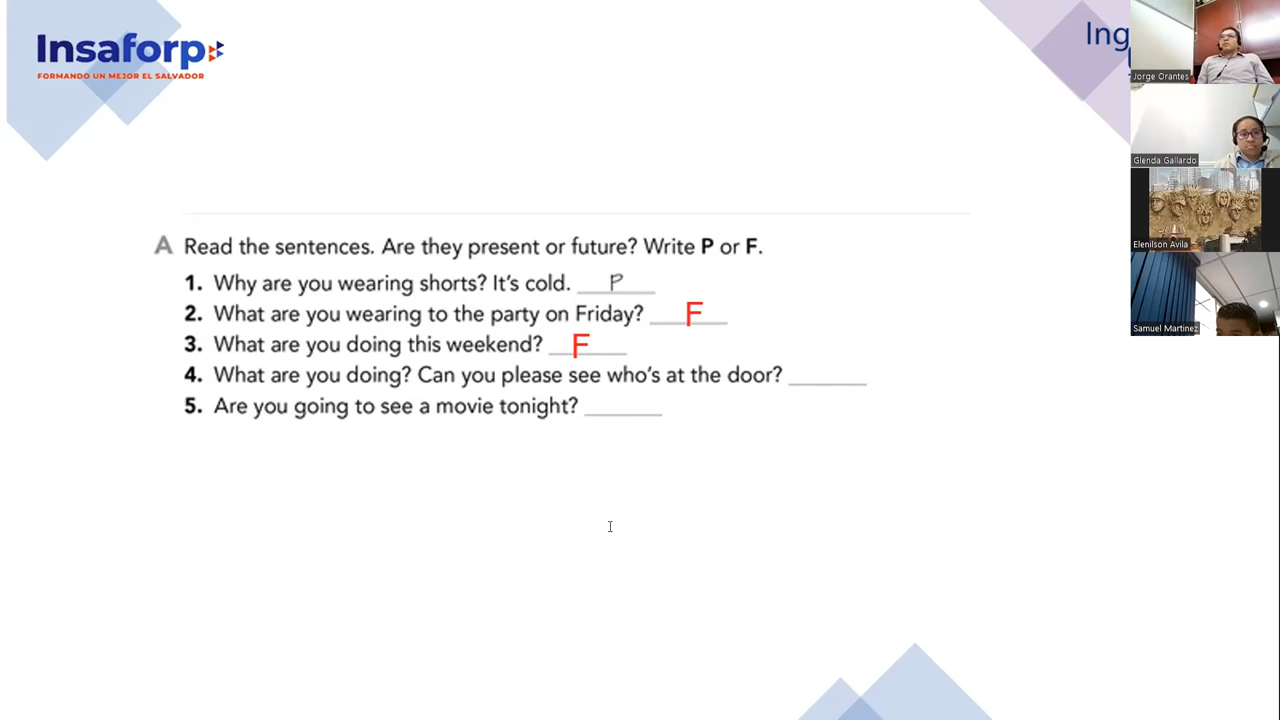 Insaforp
FORMANDO UN MEJOR EL SALVADOR
Ing
Jorge Orantes
Glenda Gallardo
Elenilson Avila
Samuel Martinez
A Read the sentences. Are they present or future? Write P or F.
1. Why are you wearing shorts? It's cold. P
2. What are you wearing to the party on Friday? F
3. What are you doing this weekend? F
4. What are you doing? Can you please see who's at the door?
5. Are you going to see a movie tonight?